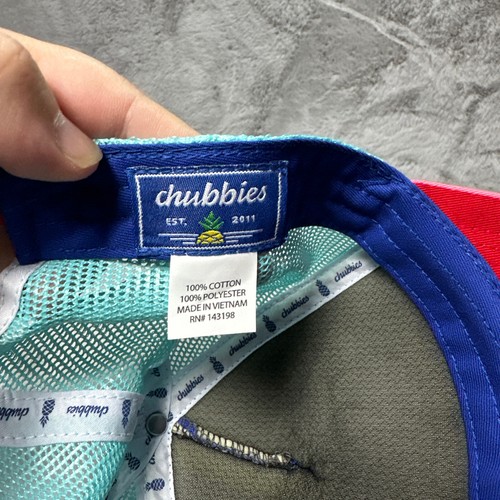 chubbies
EST. 2011
100% COTTON
100% POLYESTER
MADE IN VIETNAM
RN# 143198
chubbies
chubbies
chubbies